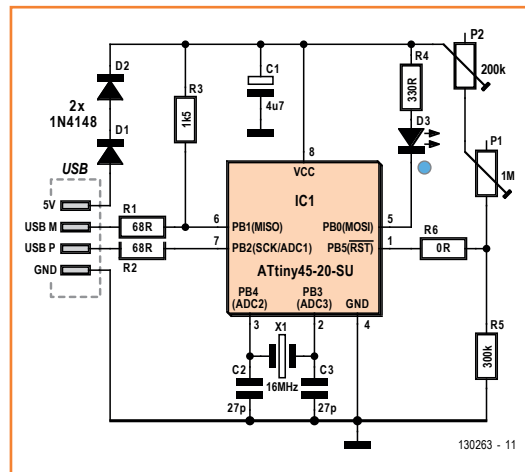 P2
200k
D2
2x
1N4148
D1
R3
1k5
C1
4u7
R4
330R
D3
P1
1M
USB
5V
USB M
USB P
GND
R1
68R
68R
R2
8
VCC
IC1
6
PB1(MISO)
PB0(MOSI)
5
7
PB2(SCK/ADC1)
PB5(RST)
1
R6
0R
ATtiny45-20-SU
PB4
(ADC2)
PB3
(ADC3)
GND
3
2
4
X1
16MHz
C2
27p
C3
27p
R5
300k
130263 - 11